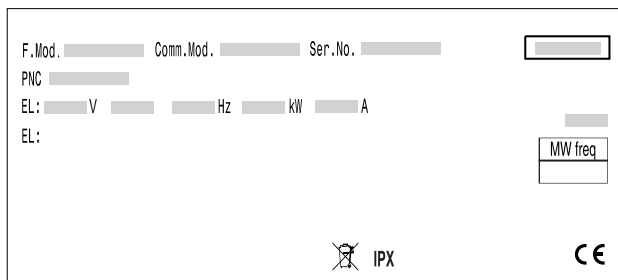 F.Mod. Comm.Mod. Ser.No.
PNC
EL: V Hz kW A
EL:
MW freq
IPX CE